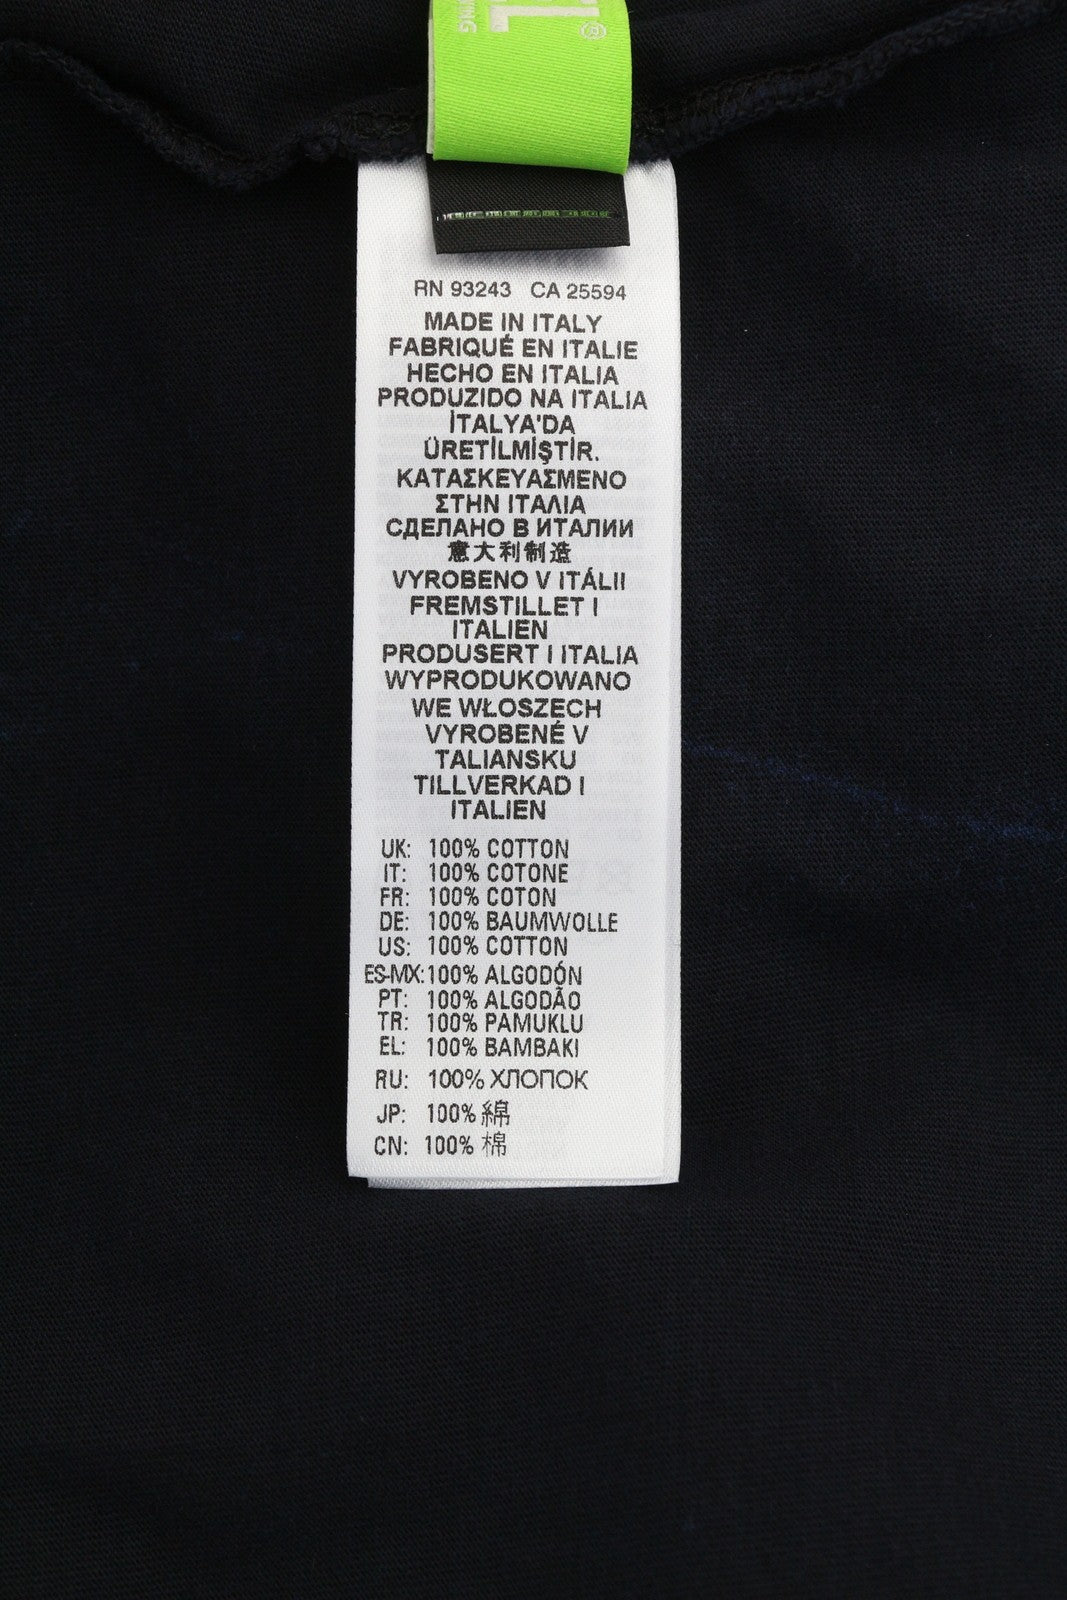 ®
RN 93243 CA 25594
MADE IN ITALY
FABRIQUÉ EN ITALIE
HECHO EN ITALIA
PRODUZIDO NA ITALIA
İTALYA'DA
ÜRETİLMİŞTİR.
ΚΑΤΑΣΚΕΥΑΣΜΕΝΟ
ΣΤΗΝ ΙΤΑΛΙΑ
СДЕЛАНО В ИТАЛИИ
意大利制造
VYROBENO V ITÁLII
FREMSTILLET I
ITALIEN
PRODUSERT I ITALIA
WYPRODUKOWANO
WE WŁOSZECH
VYROBENÉ V
TALIANSKU
TILLVERKAD I
ITALIEN
UK: 100% COTTON
IT: 100% COTONE
FR: 100% COTON
DE: 100% BAUMWOLLE
US: 100% COTTON
ES-MX: 100% ALGODÓN
PT: 100% ALGODÃO
TR: 100% PAMUKLU
EL: 100% ΒΑΜΒΑΚΙ
RU: 100% ХЛОПОК
JP: 100% 綿
CN: 100% 棉